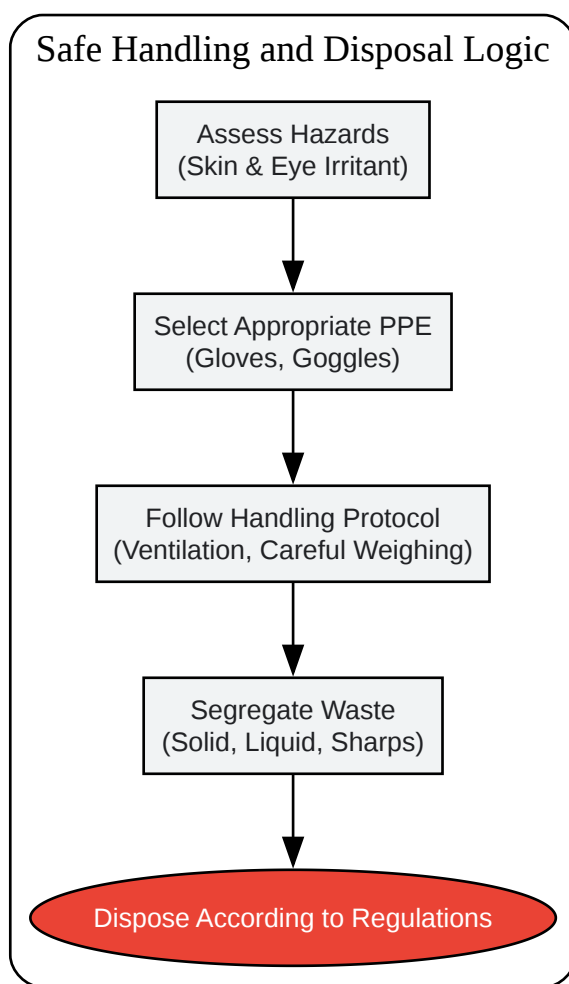 Safe Handling and Disposal Logic
Assess Hazards
(Skin & Eye Irritant)
Select Appropriate PPE
(Gloves, Goggles)
Follow Handling Protocol
(Ventilation, Careful Weighing)
Segregate Waste
(Solid, Liquid, Sharps)
Dispose According to Regulations